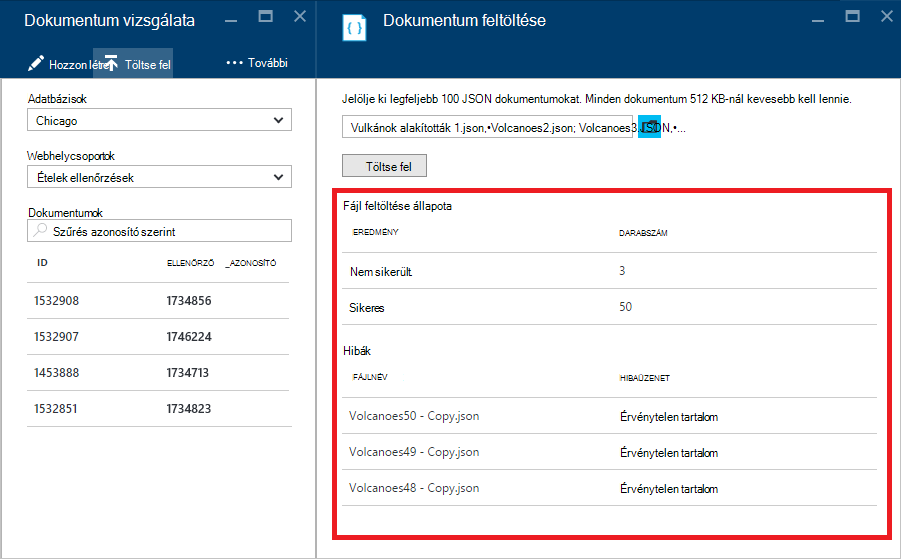 Dokumentum vizsgálata
Hozzon létre
Töltse fel
••• További
Adatbázisok
Chicago
Webhelycsoportok
Ételek ellenőrzések
Dokumentumok
Szűrés azonosító szerint
ID ELLENŐRZŐ _AZONOSÍTÓ
1532908 1734856
1532907 1746224
1453888 1734713
1532851 1734823
{ }
Dokumentum feltöltése
Jelölje ki legfeljebb 100 JSON dokumentumokat. Minden dokumentum 512 KB-nál kevesebb kell lennie.
Vulkánok alakították 1.json,•Volcanoes2.json; Volcanoes3.JSON,•...
Töltse fel
Fájl feltöltése állapota
EREDMÉNY DARABSZÁM
Nem sikerült 3
Sikeres 50
Hibák
FÁJLNÉV HIBAÜZENET
Volcanoes50 - Copy.json Érvénytelen tartalom
Volcanoes49 - Copy.json Érvénytelen tartalom
Volcanoes48 - Copy.json Érvénytelen tartalom